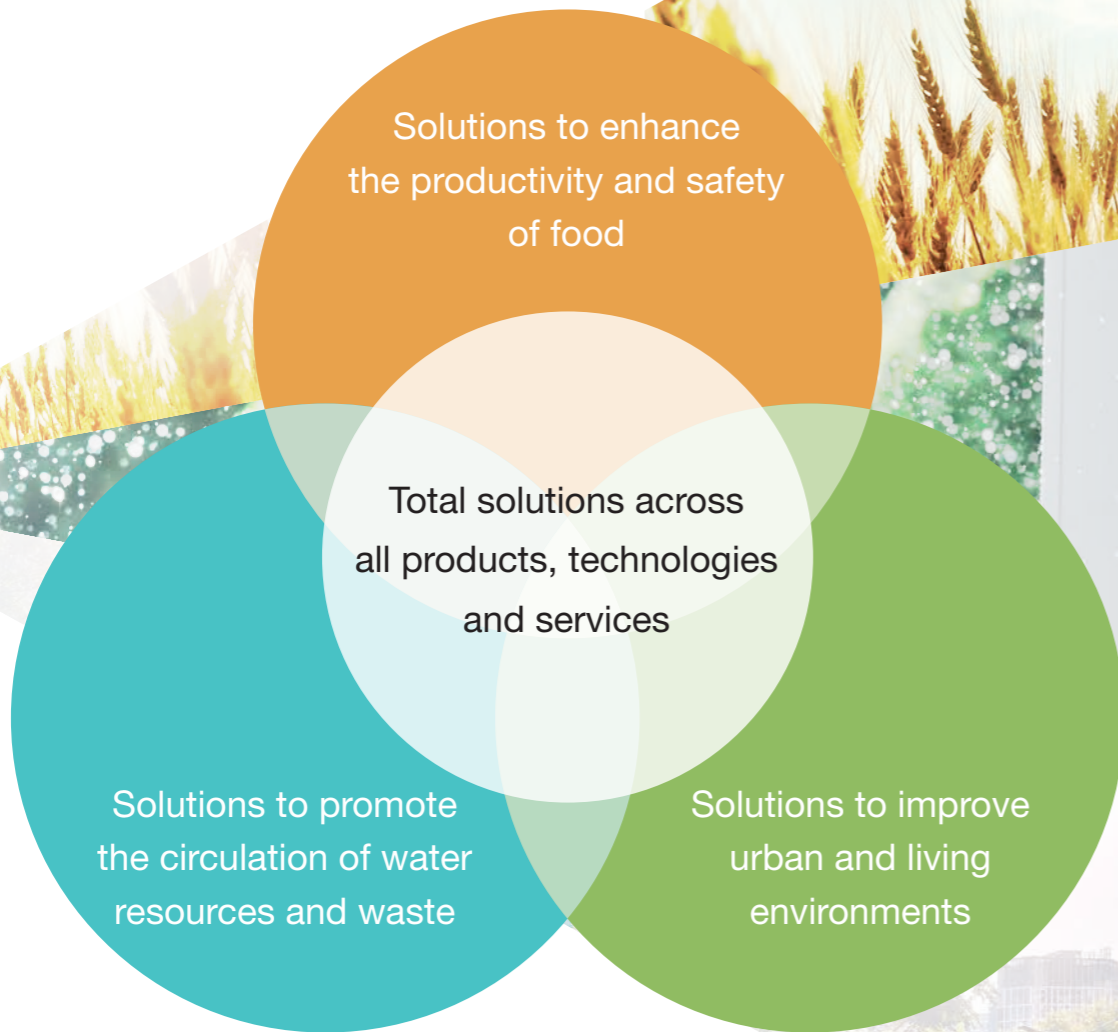 Solutions to enhance
the productivity and safety
of food
Total solutions across
all products, technologies
and services
Solutions to promote
the circulation of water
resources and waste
Solutions to improve
urban and living
environments